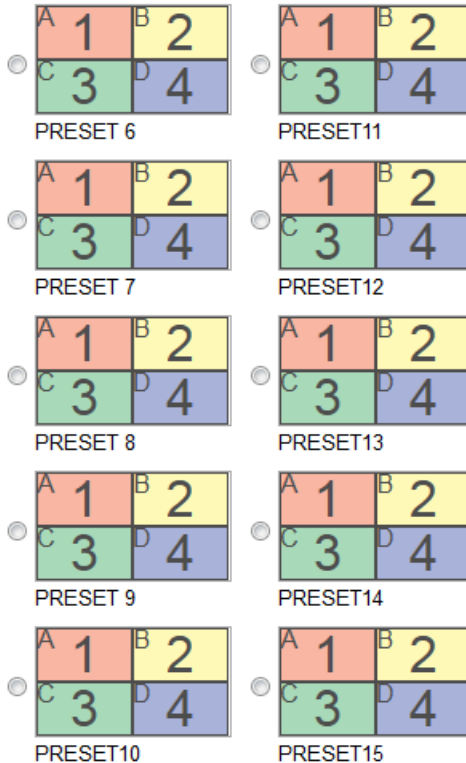 A 1 B 2 A 1 B 2
C 3 D 4 C 3 D 4
PRESET 6 PRESET11
A 1 B 2 A 1 B 2
C 3 D 4 C 3 D 4
PRESET 7 PRESET12
A 1 B 2 A 1 B 2
C 3 D 4 C 3 D 4
PRESET 8 PRESET13
A 1 B 2 A 1 B 2
C 3 D 4 C 3 D 4
PRESET 9 PRESET14
A 1 B 2 A 1 B 2
C 3 D 4 C 3 D 4
PRESET10 PRESET15